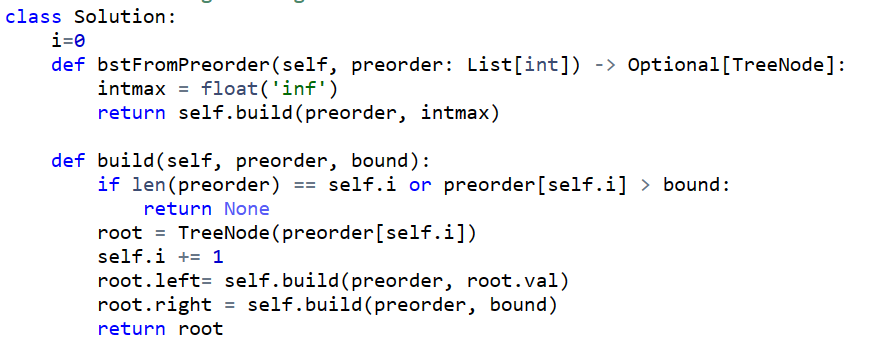 class Solution:
    i=0
    def bstFromPreorder(self, preorder: List[int]) -> Optional[TreeNode]:
        intmax = float('inf')
        return self.build(preorder, intmax)

    def build(self, preorder, bound):
        if len(preorder) == self.i or preorder[self.i] > bound:
            return None
        root = TreeNode(preorder[self.i])
        self.i += 1
        root.left= self.build(preorder, root.val)
        root.right = self.build(preorder, bound)
        return root